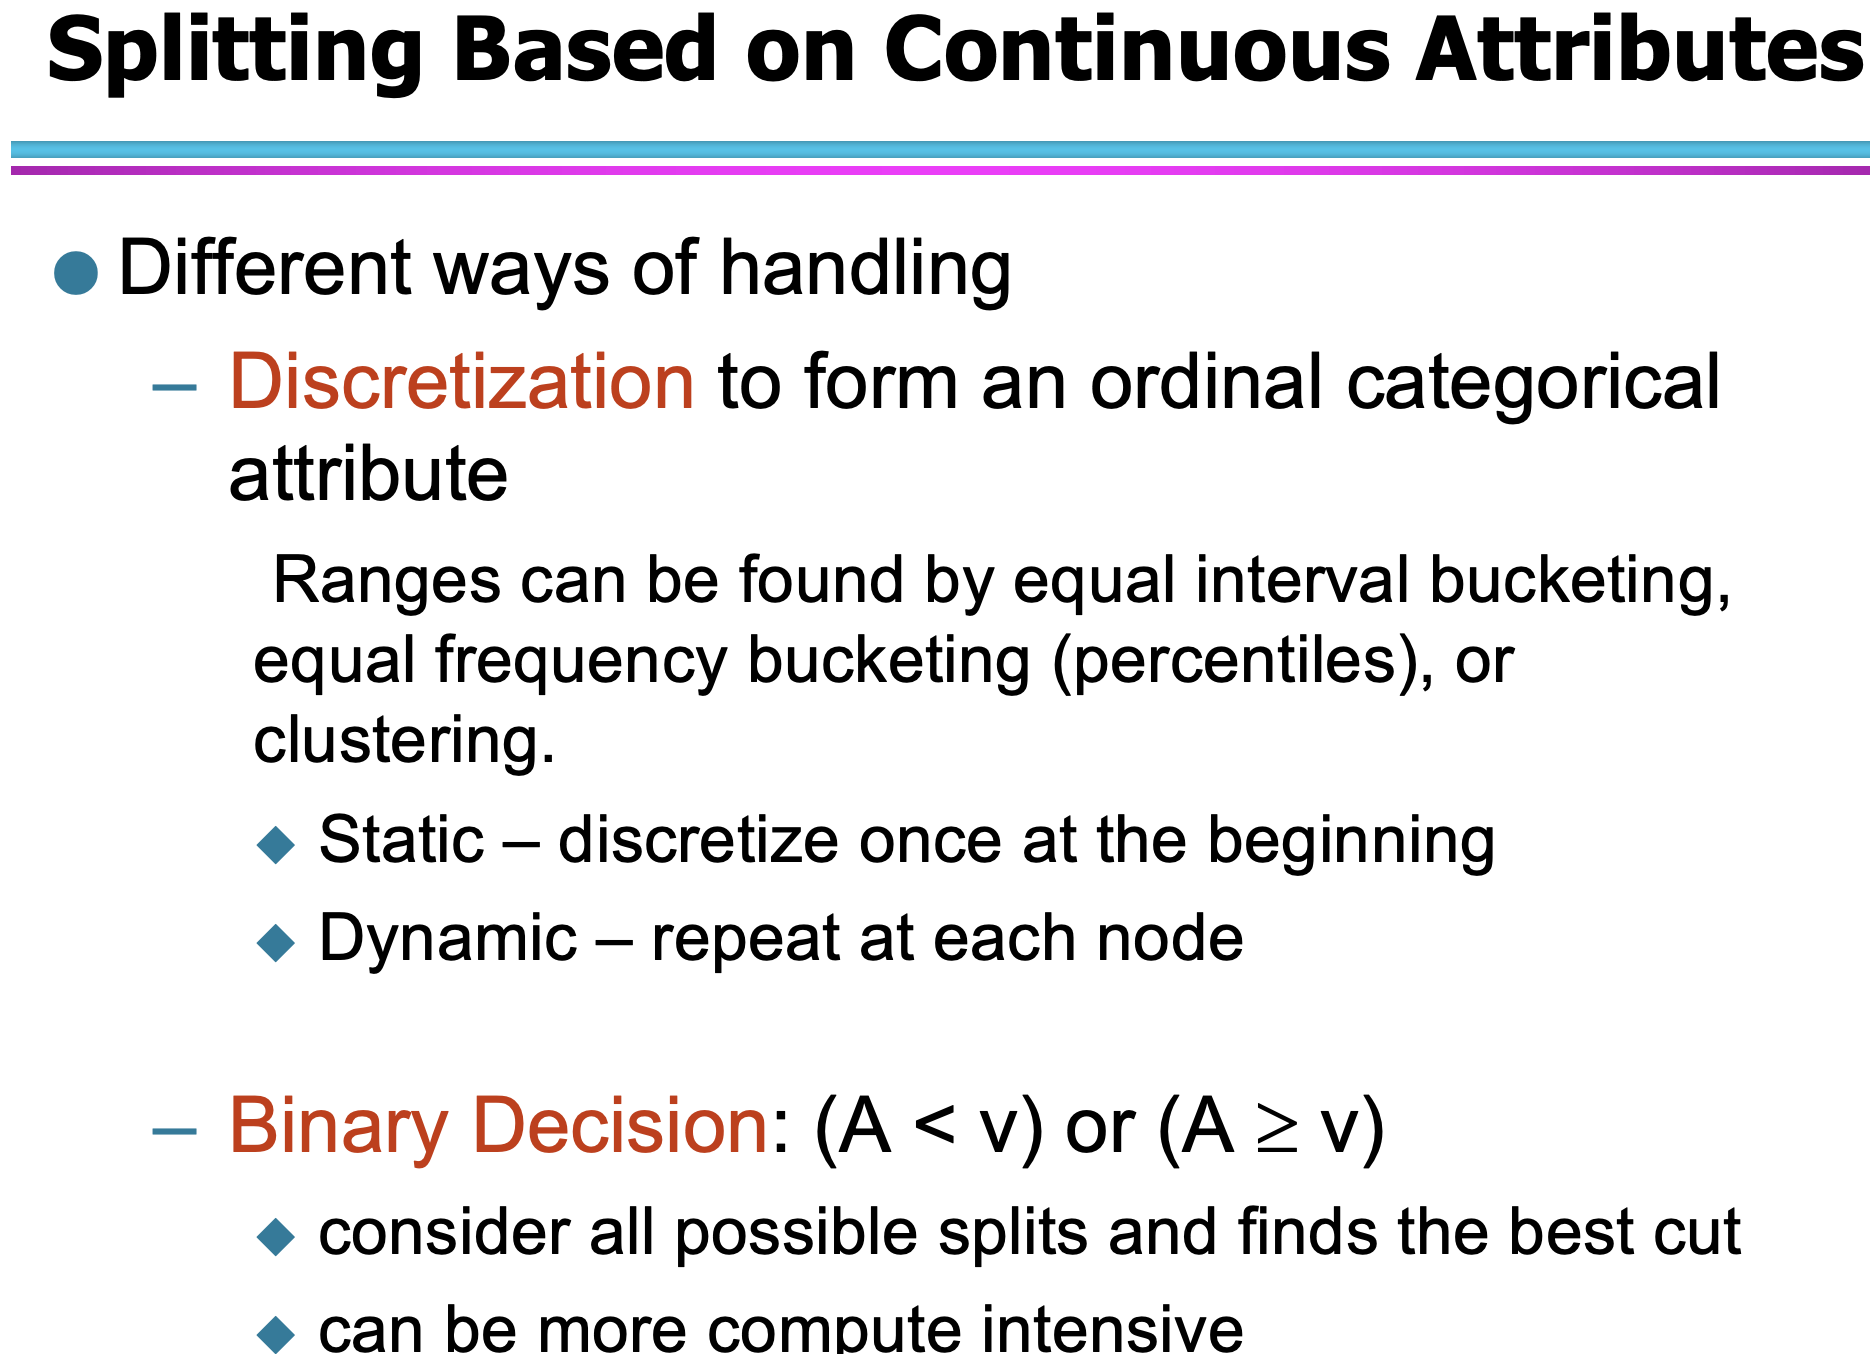 Splitting Based on Continuous Attributes
● Different ways of handling
– Discretization to form an ordinal categorical
attribute
Ranges can be found by equal interval bucketing,
equal frequency bucketing (percentiles), or
clustering.
◆ Static – discretize once at the beginning
◆ Dynamic – repeat at each node
– Binary Decision: (A < v) or (A ≥ v)
◆ consider all possible splits and finds the best cut
◆ can be more compute intensive